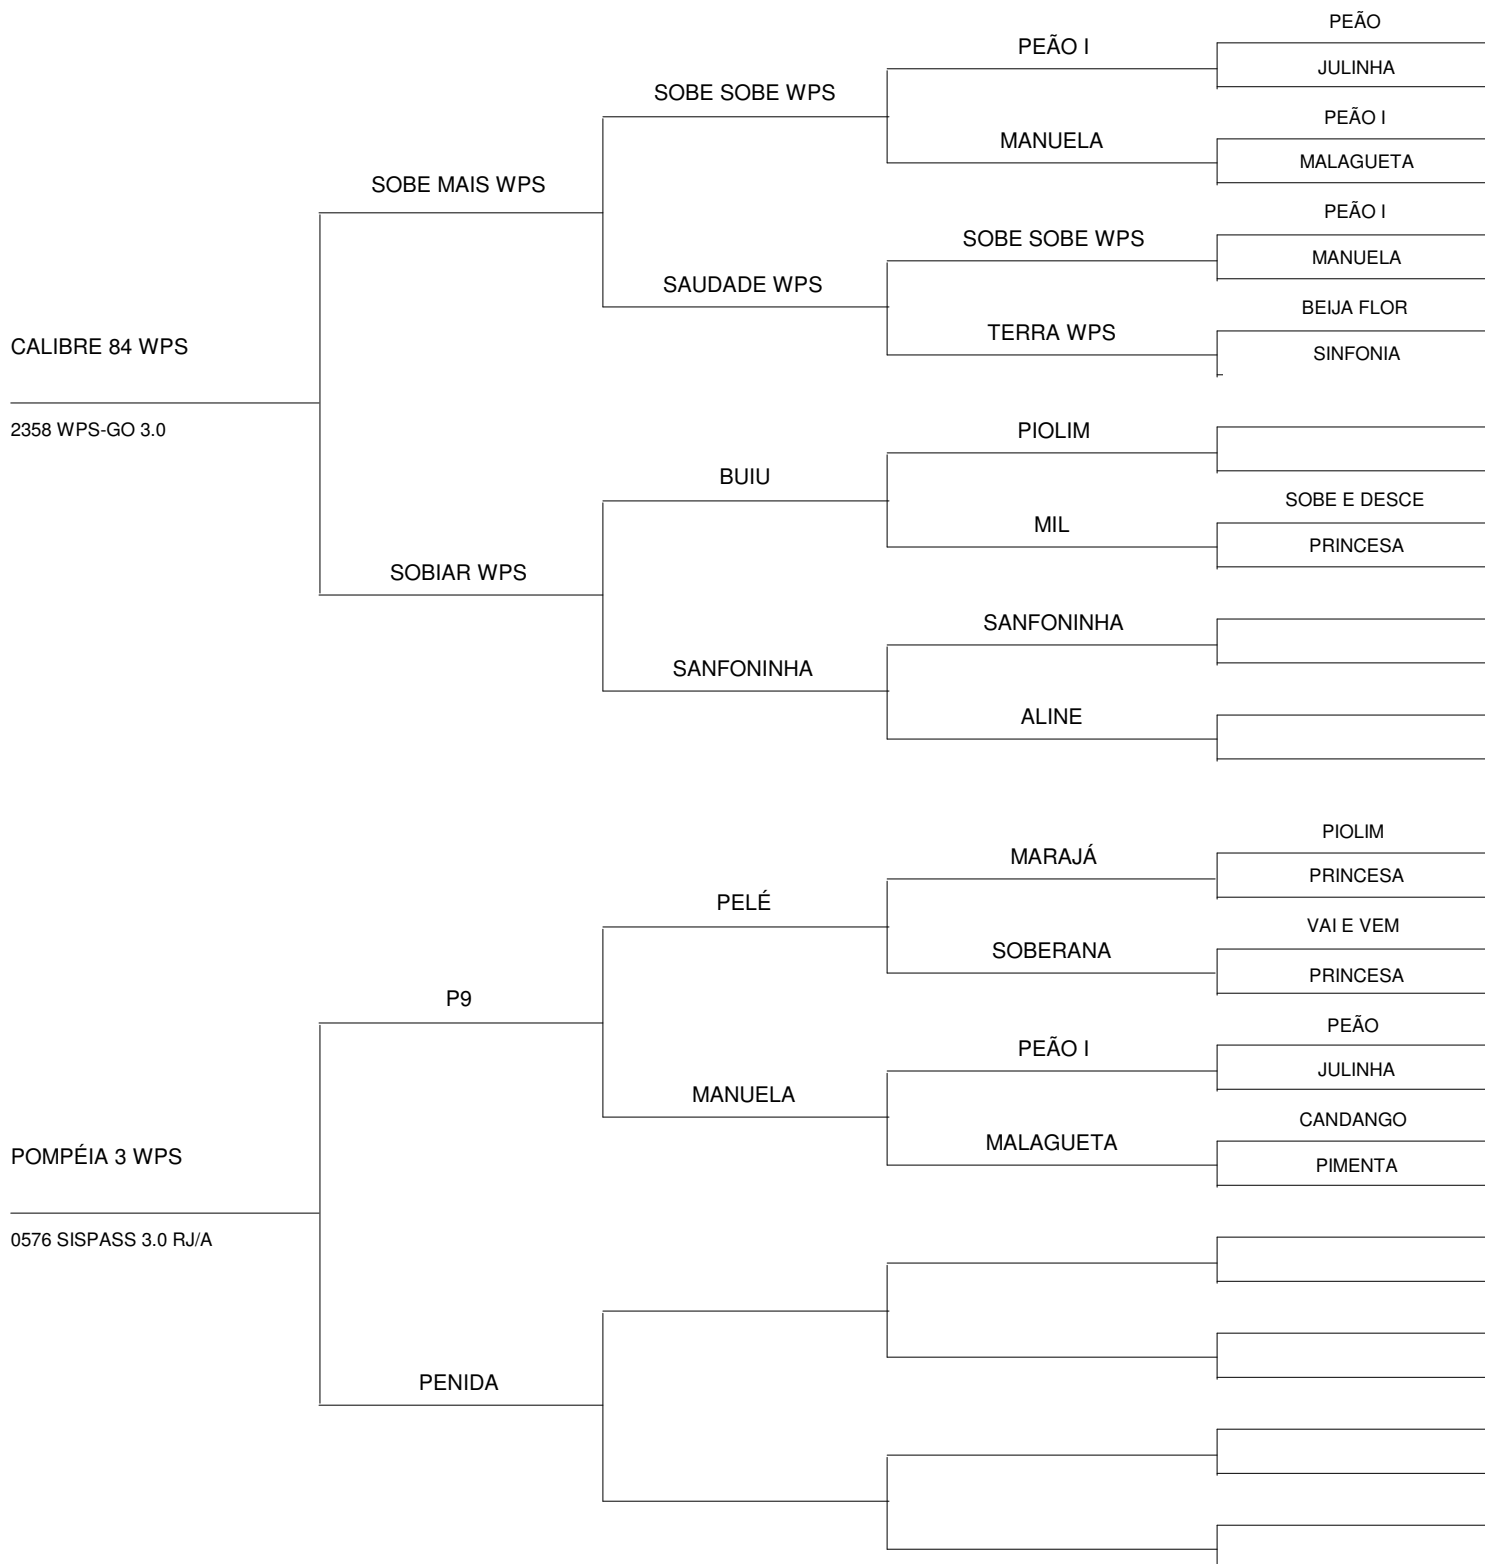 PEÃO
PEÃO I
JULINHA
SOBE SOBE WPS
PEÃO I
MANUELA
MALAGUETA
SOBE MAIS WPS
PEÃO I
SOBE SOBE WPS
MANUELA
SAUDADE WPS
BEIJA FLOR
TERRA WPS
CALIBRE 84 WPS
SINFONIA
2358 WPS-GO 3.0
PIOLIM
BUIU
SOBE E DESCE
MIL
PRINCESA
SOBIAR WPS
SANFONINHA
SANFONINHA
ALINE
PIOLIM
MARAJÁ
PRINCESA
PELÉ
VAI E VEM
SOBERANA
PRINCESA
P9
PEÃO
PEÃO I
JULINHA
MANUELA
CANDANGO
MALAGUETA
POMPÉIA 3 WPS
PIMENTA
0576 SISPASS 3.0 RJ/A
PENIDA